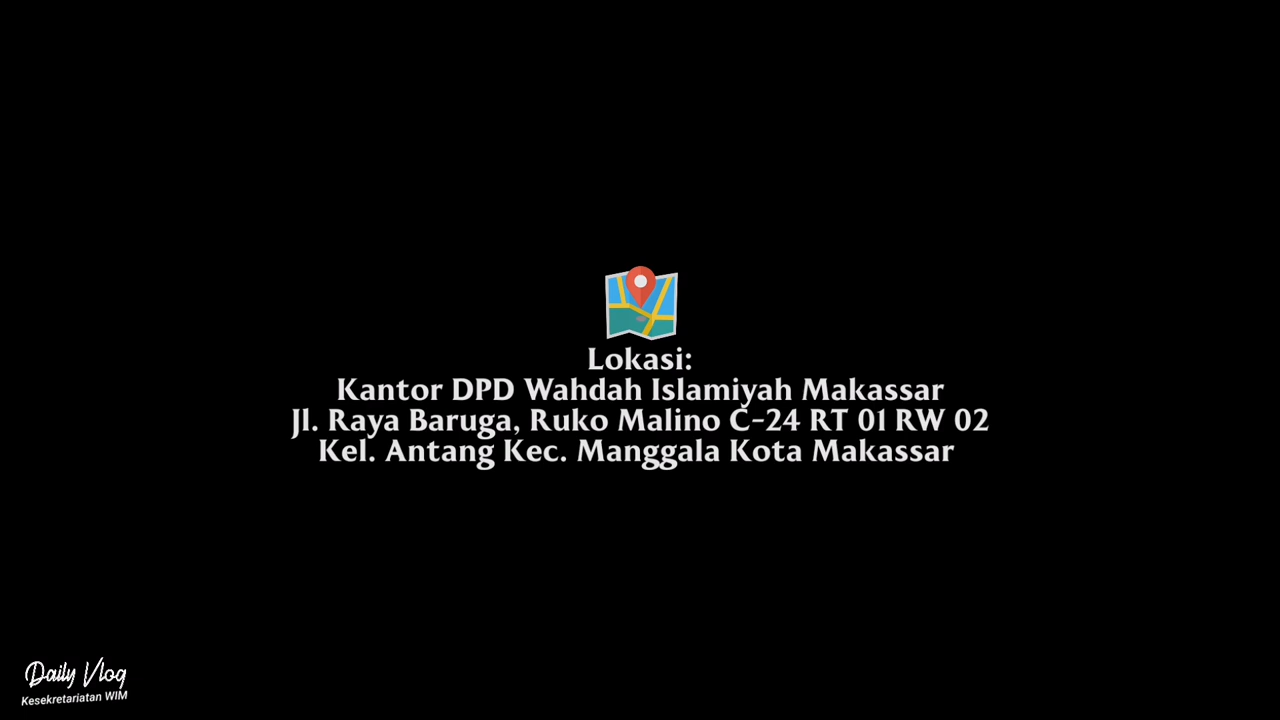 Lokasi:
Kantor DPD Wahdah Islamiyah Makassar
Jl. Raya Baruga, Ruko Malino C-24 RT 01 RW 02
Kel. Antang Kec. Manggala Kota Makassar
Daily Vlog
Kesekretariatan WIM